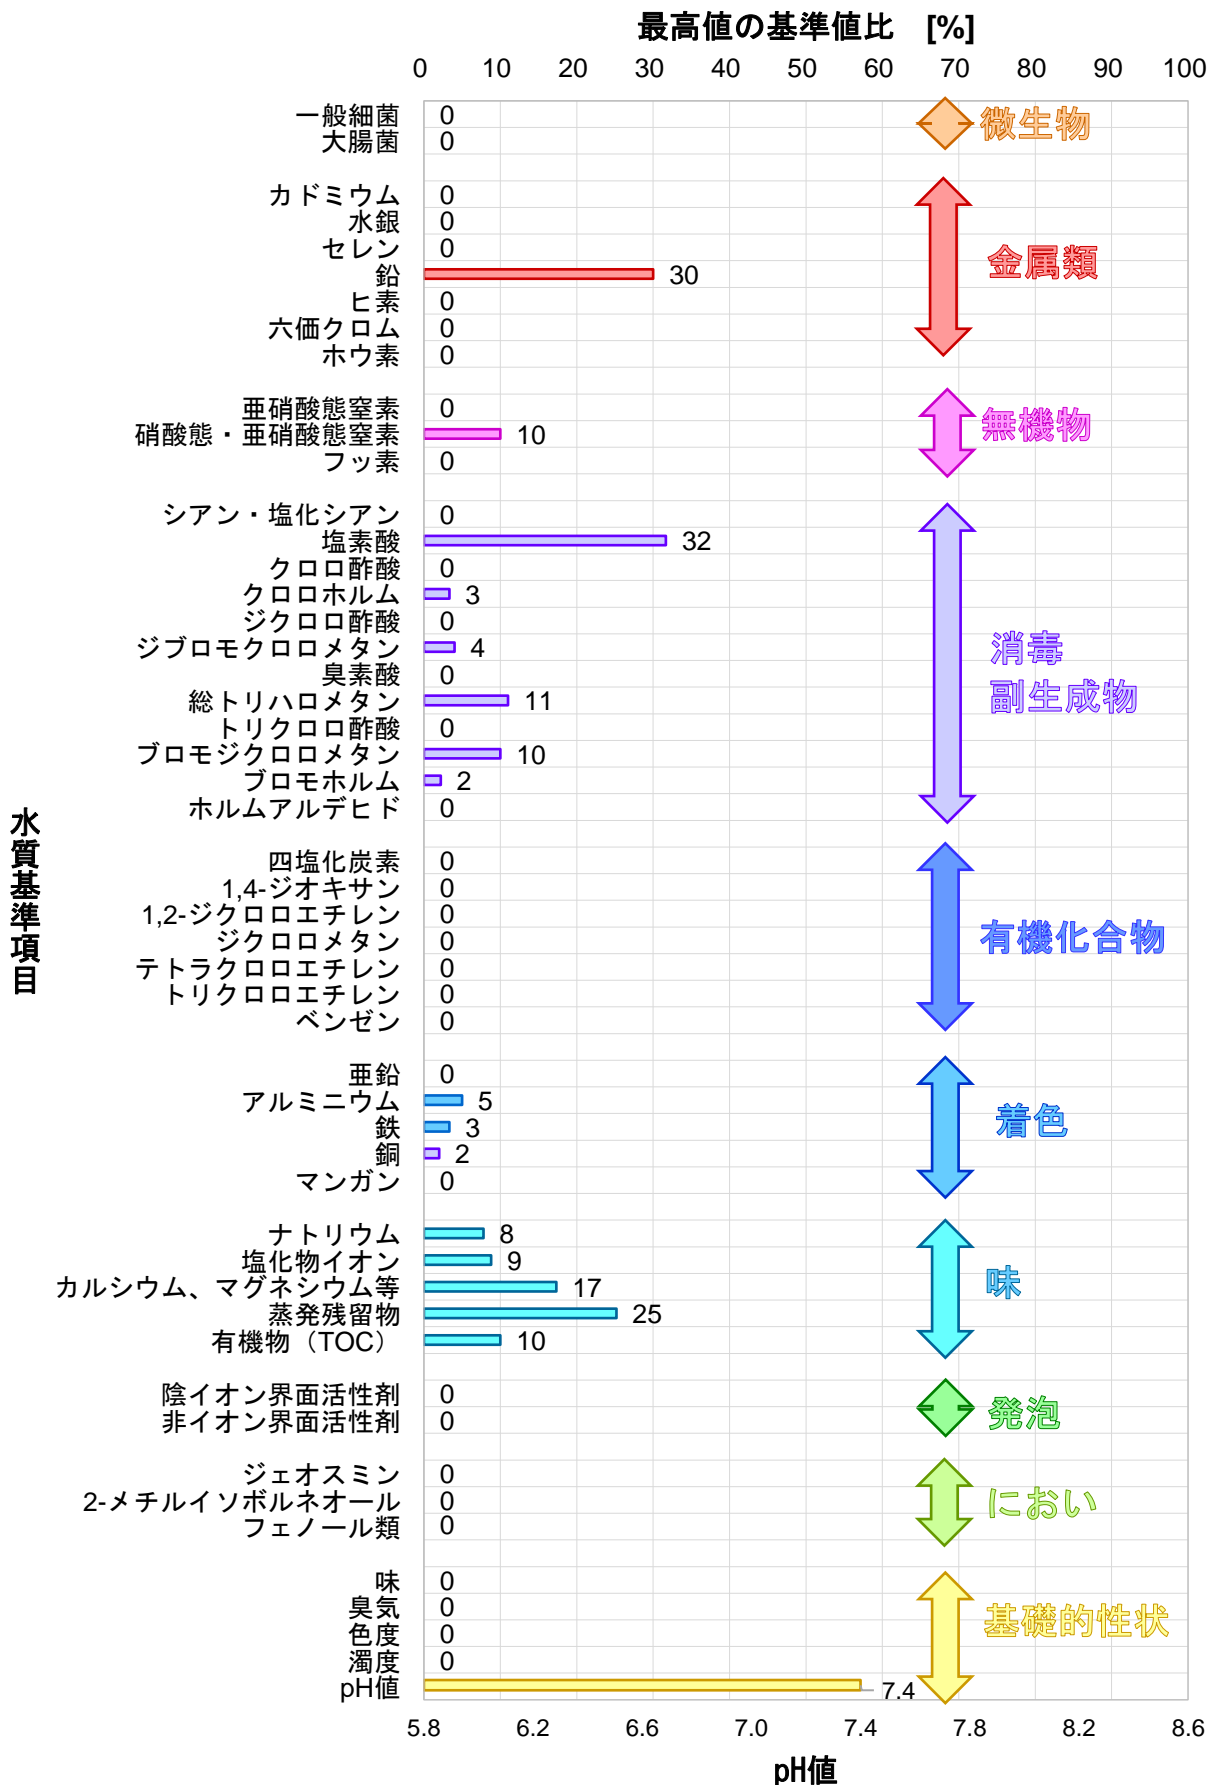 最高値の基準値比 [%]
0 10 20 30 40 50 60 70 80 90 100
水質基準項目
一般細菌 0
大腸菌 0
微生物
カドミウム 0
水銀 0
セレン 0
鉛 30
ヒ素 0
六価クロム 0
ホウ素 0
金属類
亜硝酸態窒素 0
硝酸態・亜硝酸態窒素 10
フッ素 0
無機物
シアン・塩化シアン 0
塩素酸 32
クロロ酢酸 0
クロロホルム 3
ジクロロ酢酸 0
ジブロモクロロメタン 4
臭素酸 0
総トリハロメタン 11
トリクロロ酢酸 0
ブロモジクロロメタン 10
ブロモホルム 2
ホルムアルデヒド 0
消毒
副生成物
四塩化炭素 0
1,4-ジオキサン 0
1,2-ジクロロエチレン 0
ジクロロメタン 0
テトラクロロエチレン 0
トリクロロエチレン 0
ベンゼン 0
有機化合物
亜鉛 0
アルミニウム 5
鉄 3
銅 2
マンガン 0
着色
ナトリウム 8
塩化物イオン 9
カルシウム、マグネシウム等 17
蒸発残留物 25
有機物（TOC） 10
味
陰イオン界面活性剤 0
非イオン界面活性剤 0
発泡
ジェオスミン 0
2-メチルイソボルネオール 0
フェノール類 0
におい
味 0
臭気 0
色度 0
濁度 0
pH値 7.4
基礎的性状
5.8 6.2 6.6 7.0 7.4 7.8 8.2 8.6
pH値